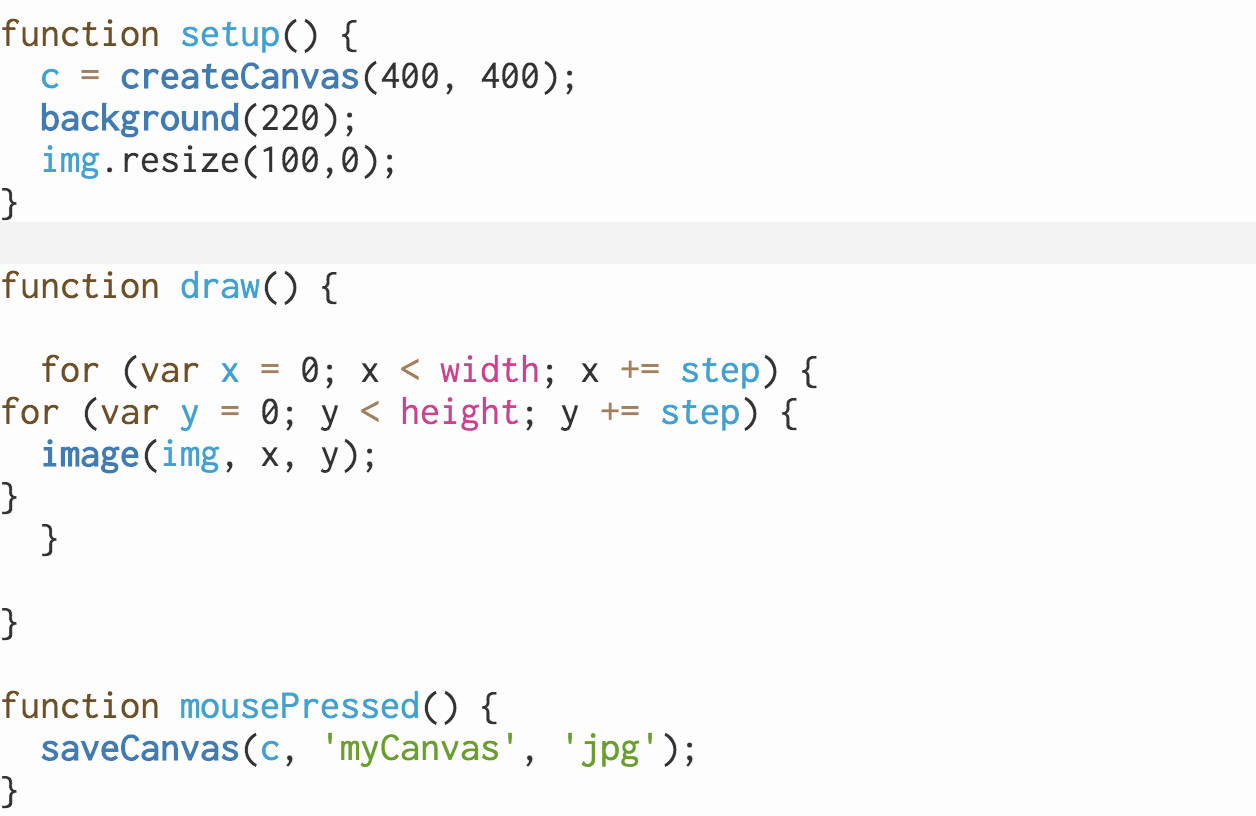 function setup() {
  c = createCanvas(400, 400);
  background(220);
  img.resize(100,0);
}
function draw() {
  for (var x = 0; x < width; x += step) {
for (var y = 0; y < height; y += step) {
  image(img, x, y);
}
  }
}
function mousePressed() {
  saveCanvas(c, 'myCanvas', 'jpg');
}